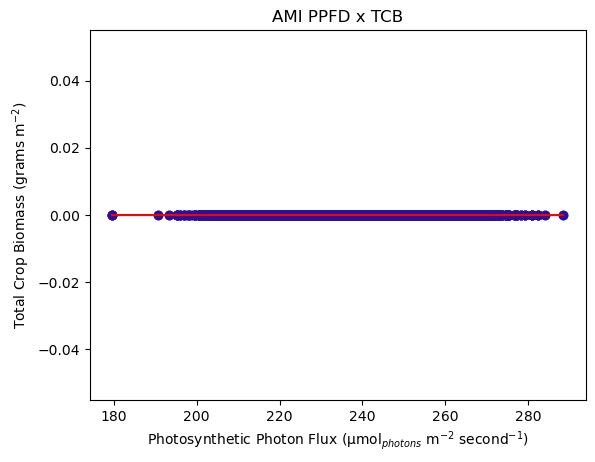 AMI PPFD x TCB
Total Crop Biomass (grams m⁻²)
0.04
0.02
0.00
−0.02
−0.04
180 200 220 240 260 280
Photosynthetic Photon Flux (µmolₚₕₒₜₒₙₛ m⁻² second⁻¹)